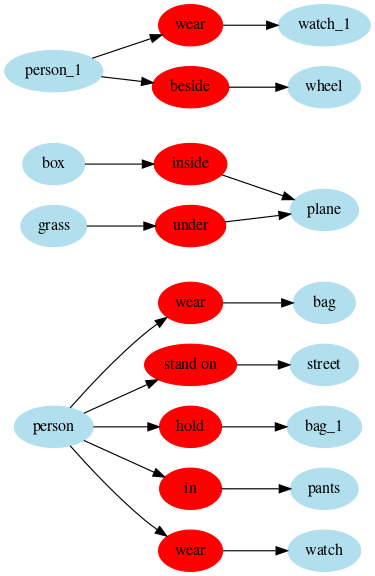 wear
watch_1
person_1
beside
wheel
box
inside
plane
grass
under
wear
bag
stand on
street
person
hold
bag_1
in
pants
wear
watch